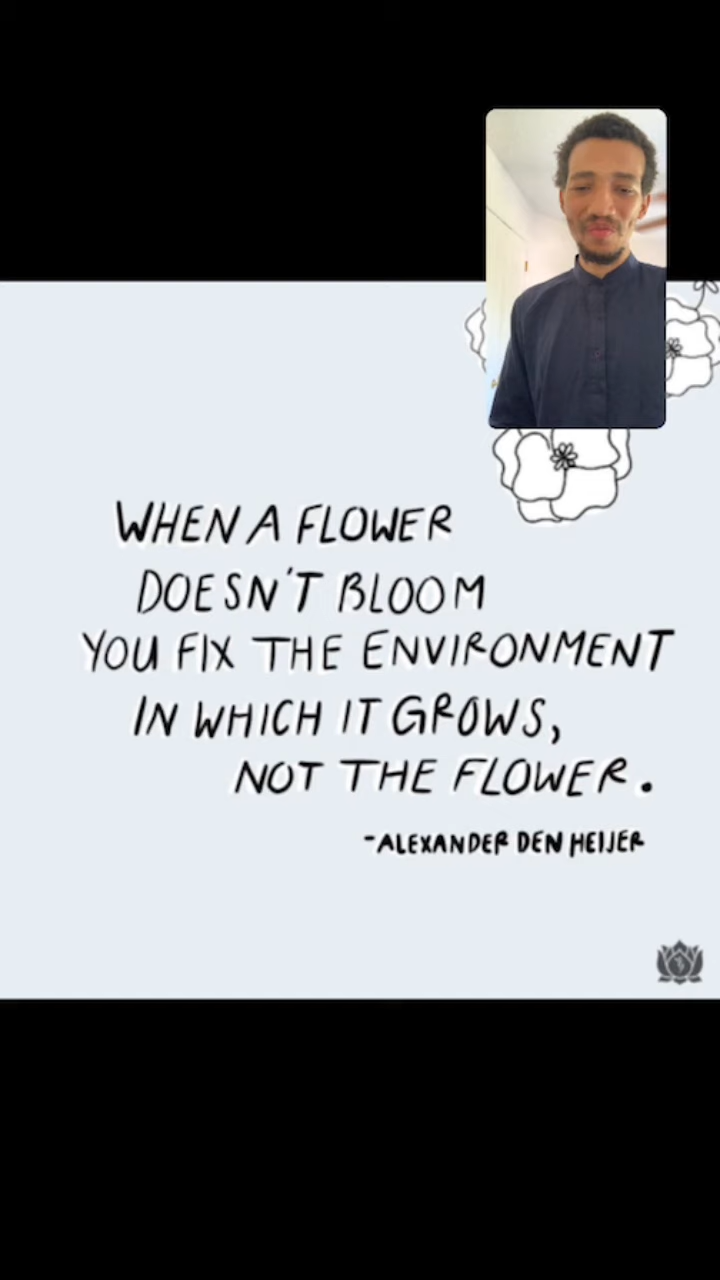 WHEN A FLOWER
DOESN'T BLOOM
YOU FIX THE ENVIRONMENT
IN WHICH IT GROWS,
NOT THE FLOWER.
-ALEXANDER DEN HEIJER